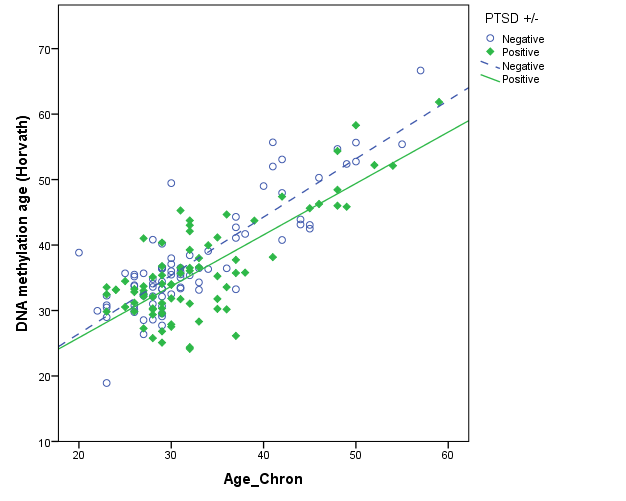 PTSD +/-
Negative
Positive
Negative
Positive
70
60
50
40
30
20
10
DNA methylation age (Horvath)
20
30
40
50
60
Age_Chron